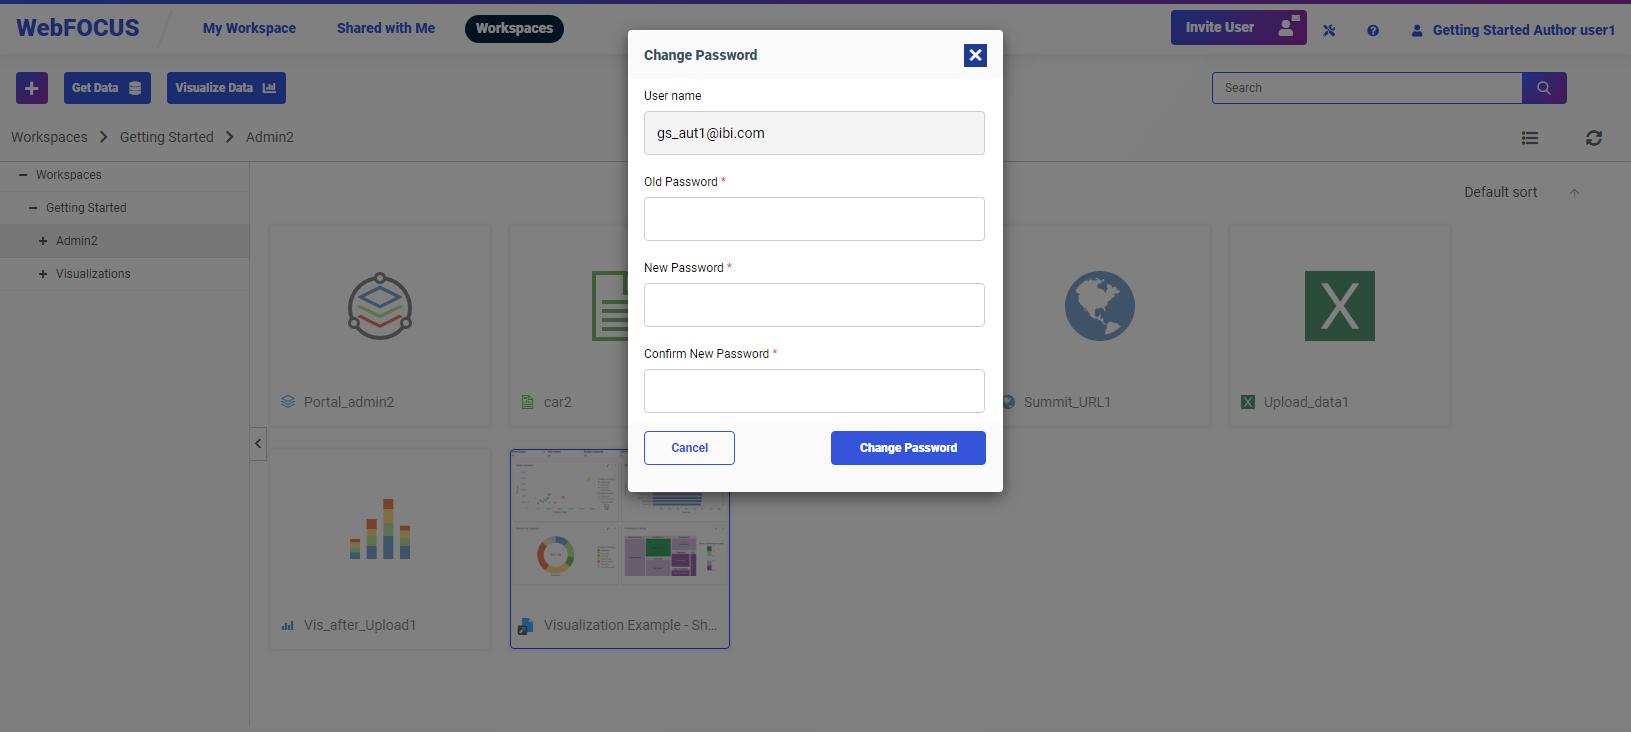 WebFOCUS
My Workspace
Shared with Me
Workspaces
Invite User
Getting Started Author user1
Get Data
Visualize Data
Search
Workspaces > Getting Started > Admin2
Workspaces
Getting Started
Admin2
Visualizations
Default sort
Portal_admin2
car2
Summit_URL1
Upload_data1
Vis_after_Upload1
Visualization Example - Sh...
Change Password
User name
gs_aut1@ibi.com
Old Password *
New Password *
Confirm New Password *
Cancel
Change Password